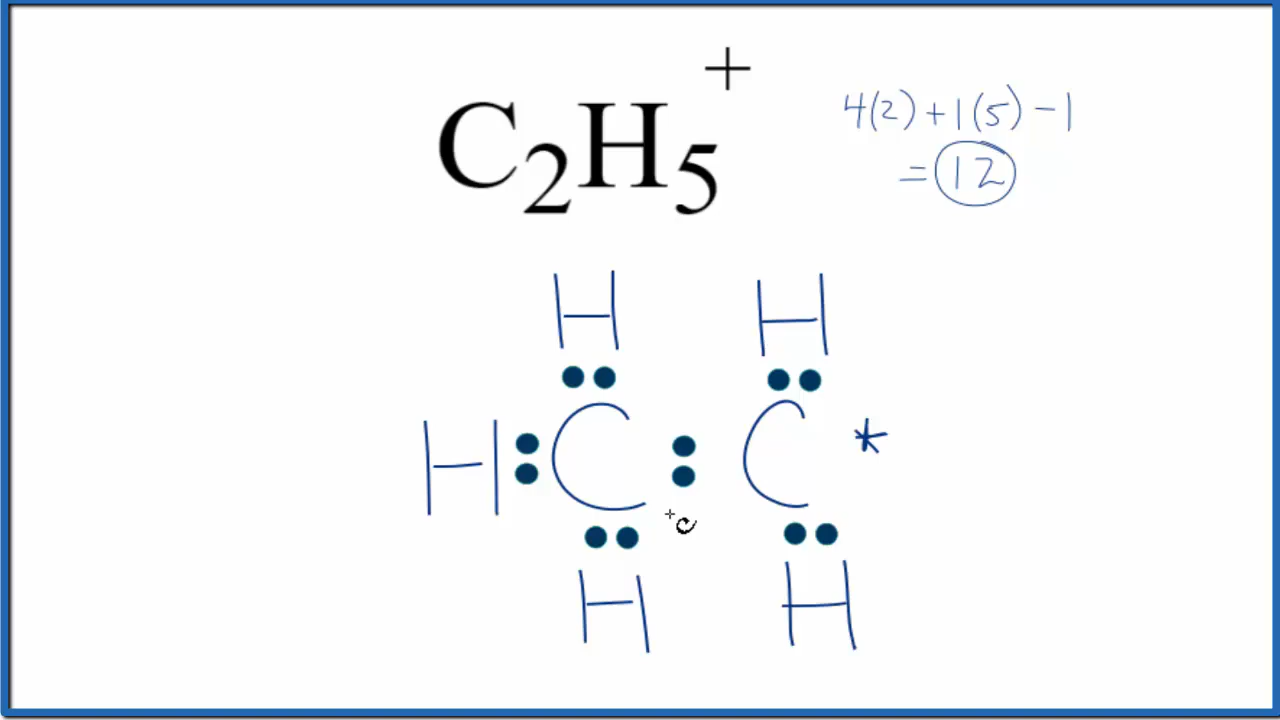 C₂H₅⁺
4(2) + 1(5) - 1
= 12
H H
H : C : C *
H H